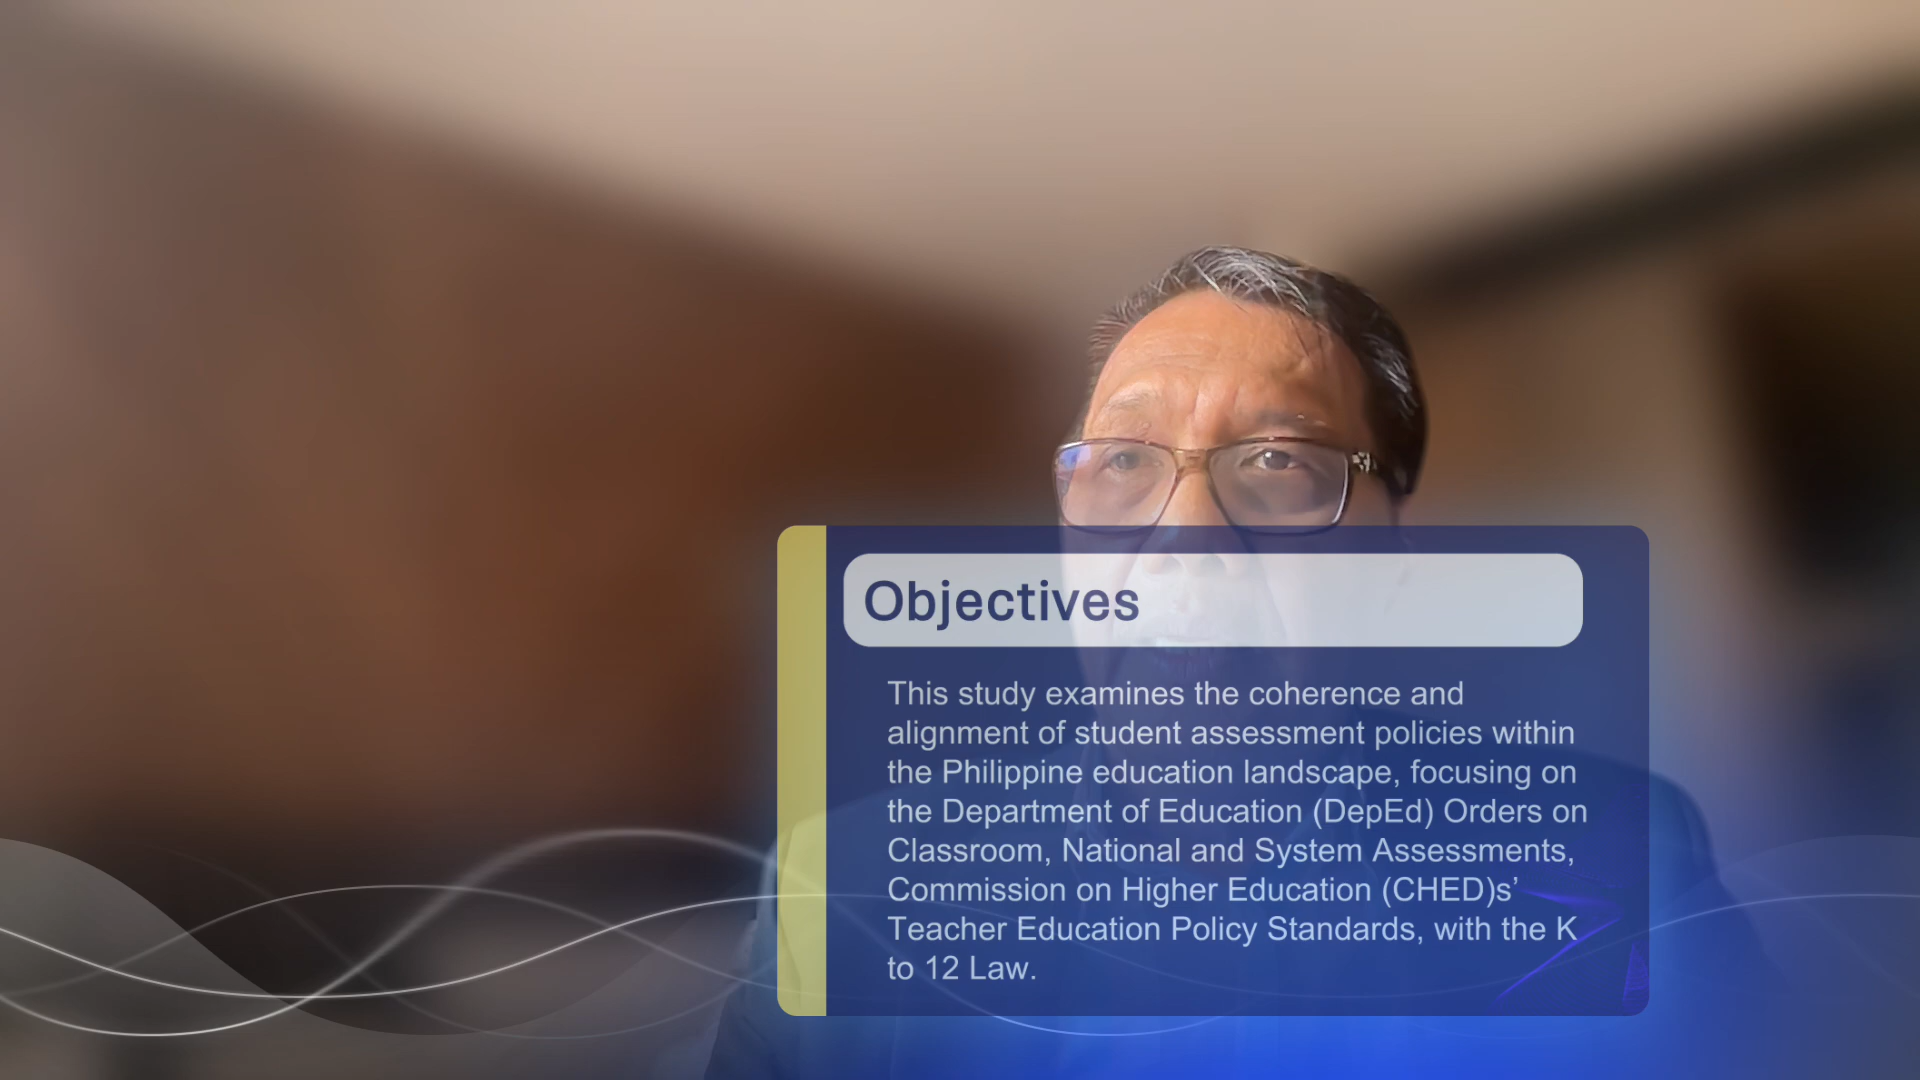 Objectives
This study examines the coherence and
alignment of student assessment policies within
the Philippine education landscape, focusing on
the Department of Education (DepEd) Orders on
Classroom, National and System Assessments,
Commission on Higher Education (CHED)s’
Teacher Education Policy Standards, with the K
to 12 Law.